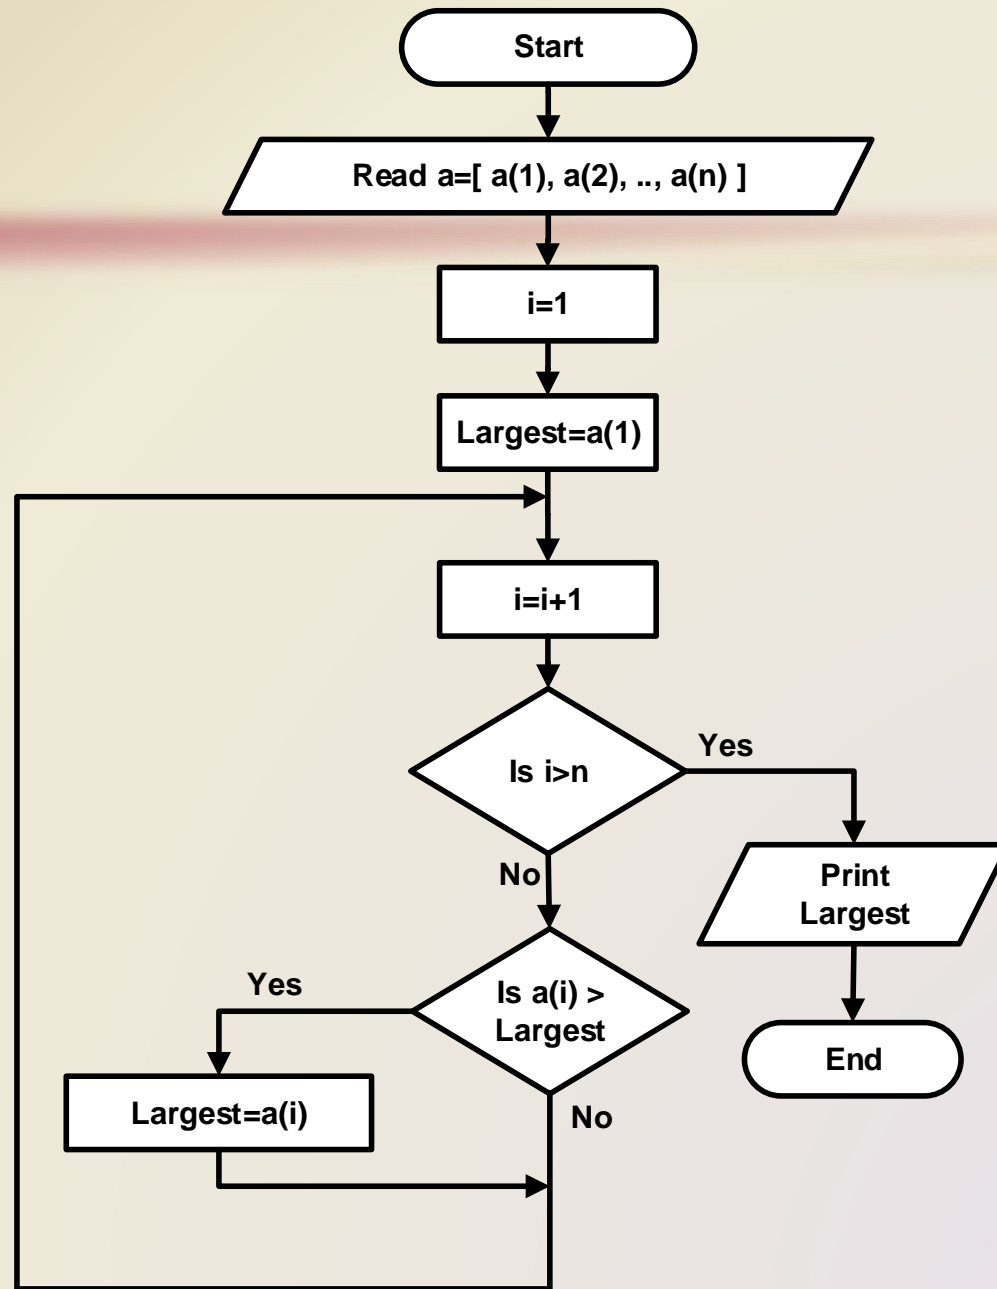 Start
Read a=[ a(1), a(2), .., a(n) ]
i=1
Largest=a(1)
i=i+1
Is i>n
Yes
No
Print
Largest
Is a(i) >
Largest
Yes
End
Largest=a(i)
No